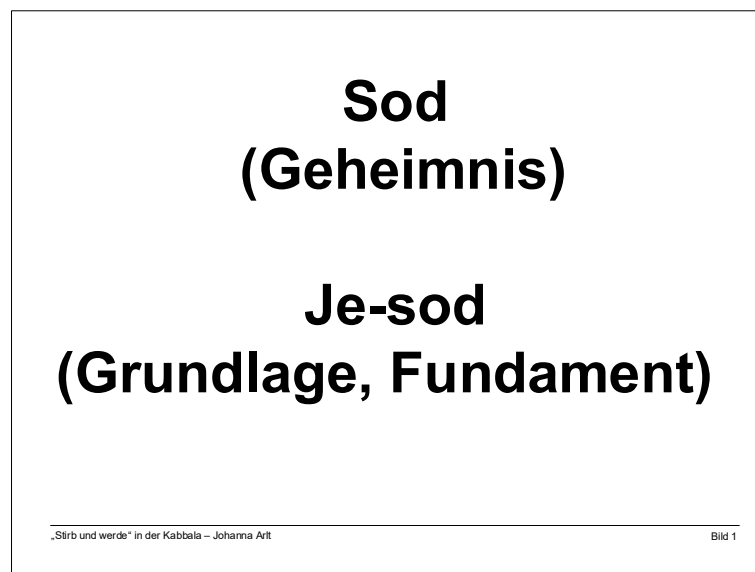 Sod
(Geheimnis)
Je-sod
(Grundlage, Fundament)
„Stirb und werde“ in der Kabbala – Johanna Arlt
Bild 1